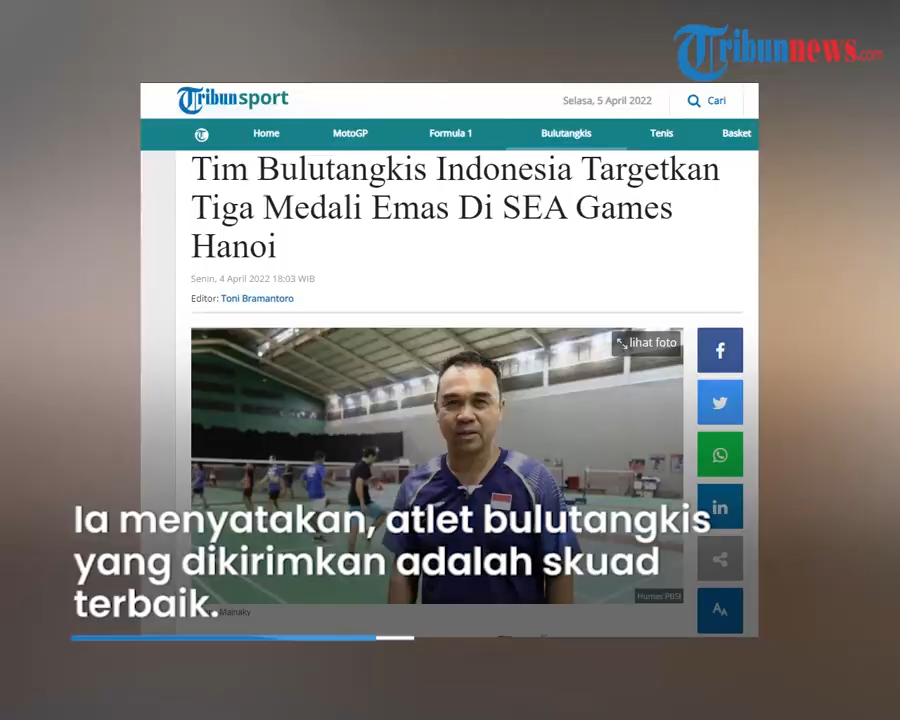 Tribunnews.com
Tribunsport
Selasa, 5 April 2022
Cari
Home
MotoGP
Formula 1
Bulutangkis
Tenis
Basket
Tim Bulutangkis Indonesia Targetkan
Tiga Medali Emas Di SEA Games
Hanoi
Senin, 4 April 2022 18:03 WIB
Editor: Toni Bramantoro
lihat foto
Ia menyatakan, atlet bulutangkis
yang dikirimkan adalah skuad
terbaik.
Humas PBSI
Mainaky